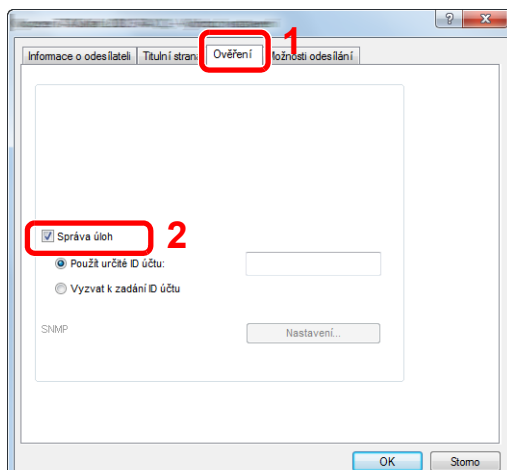 ?
X
1
Informace o odesílateli Titulní strana Ověření Možnosti odesílání
Správa úloh 2
Použít určité ID účtu:
Vyzvat k zadání ID účtu
SNMP Nastavení...
OK Storno